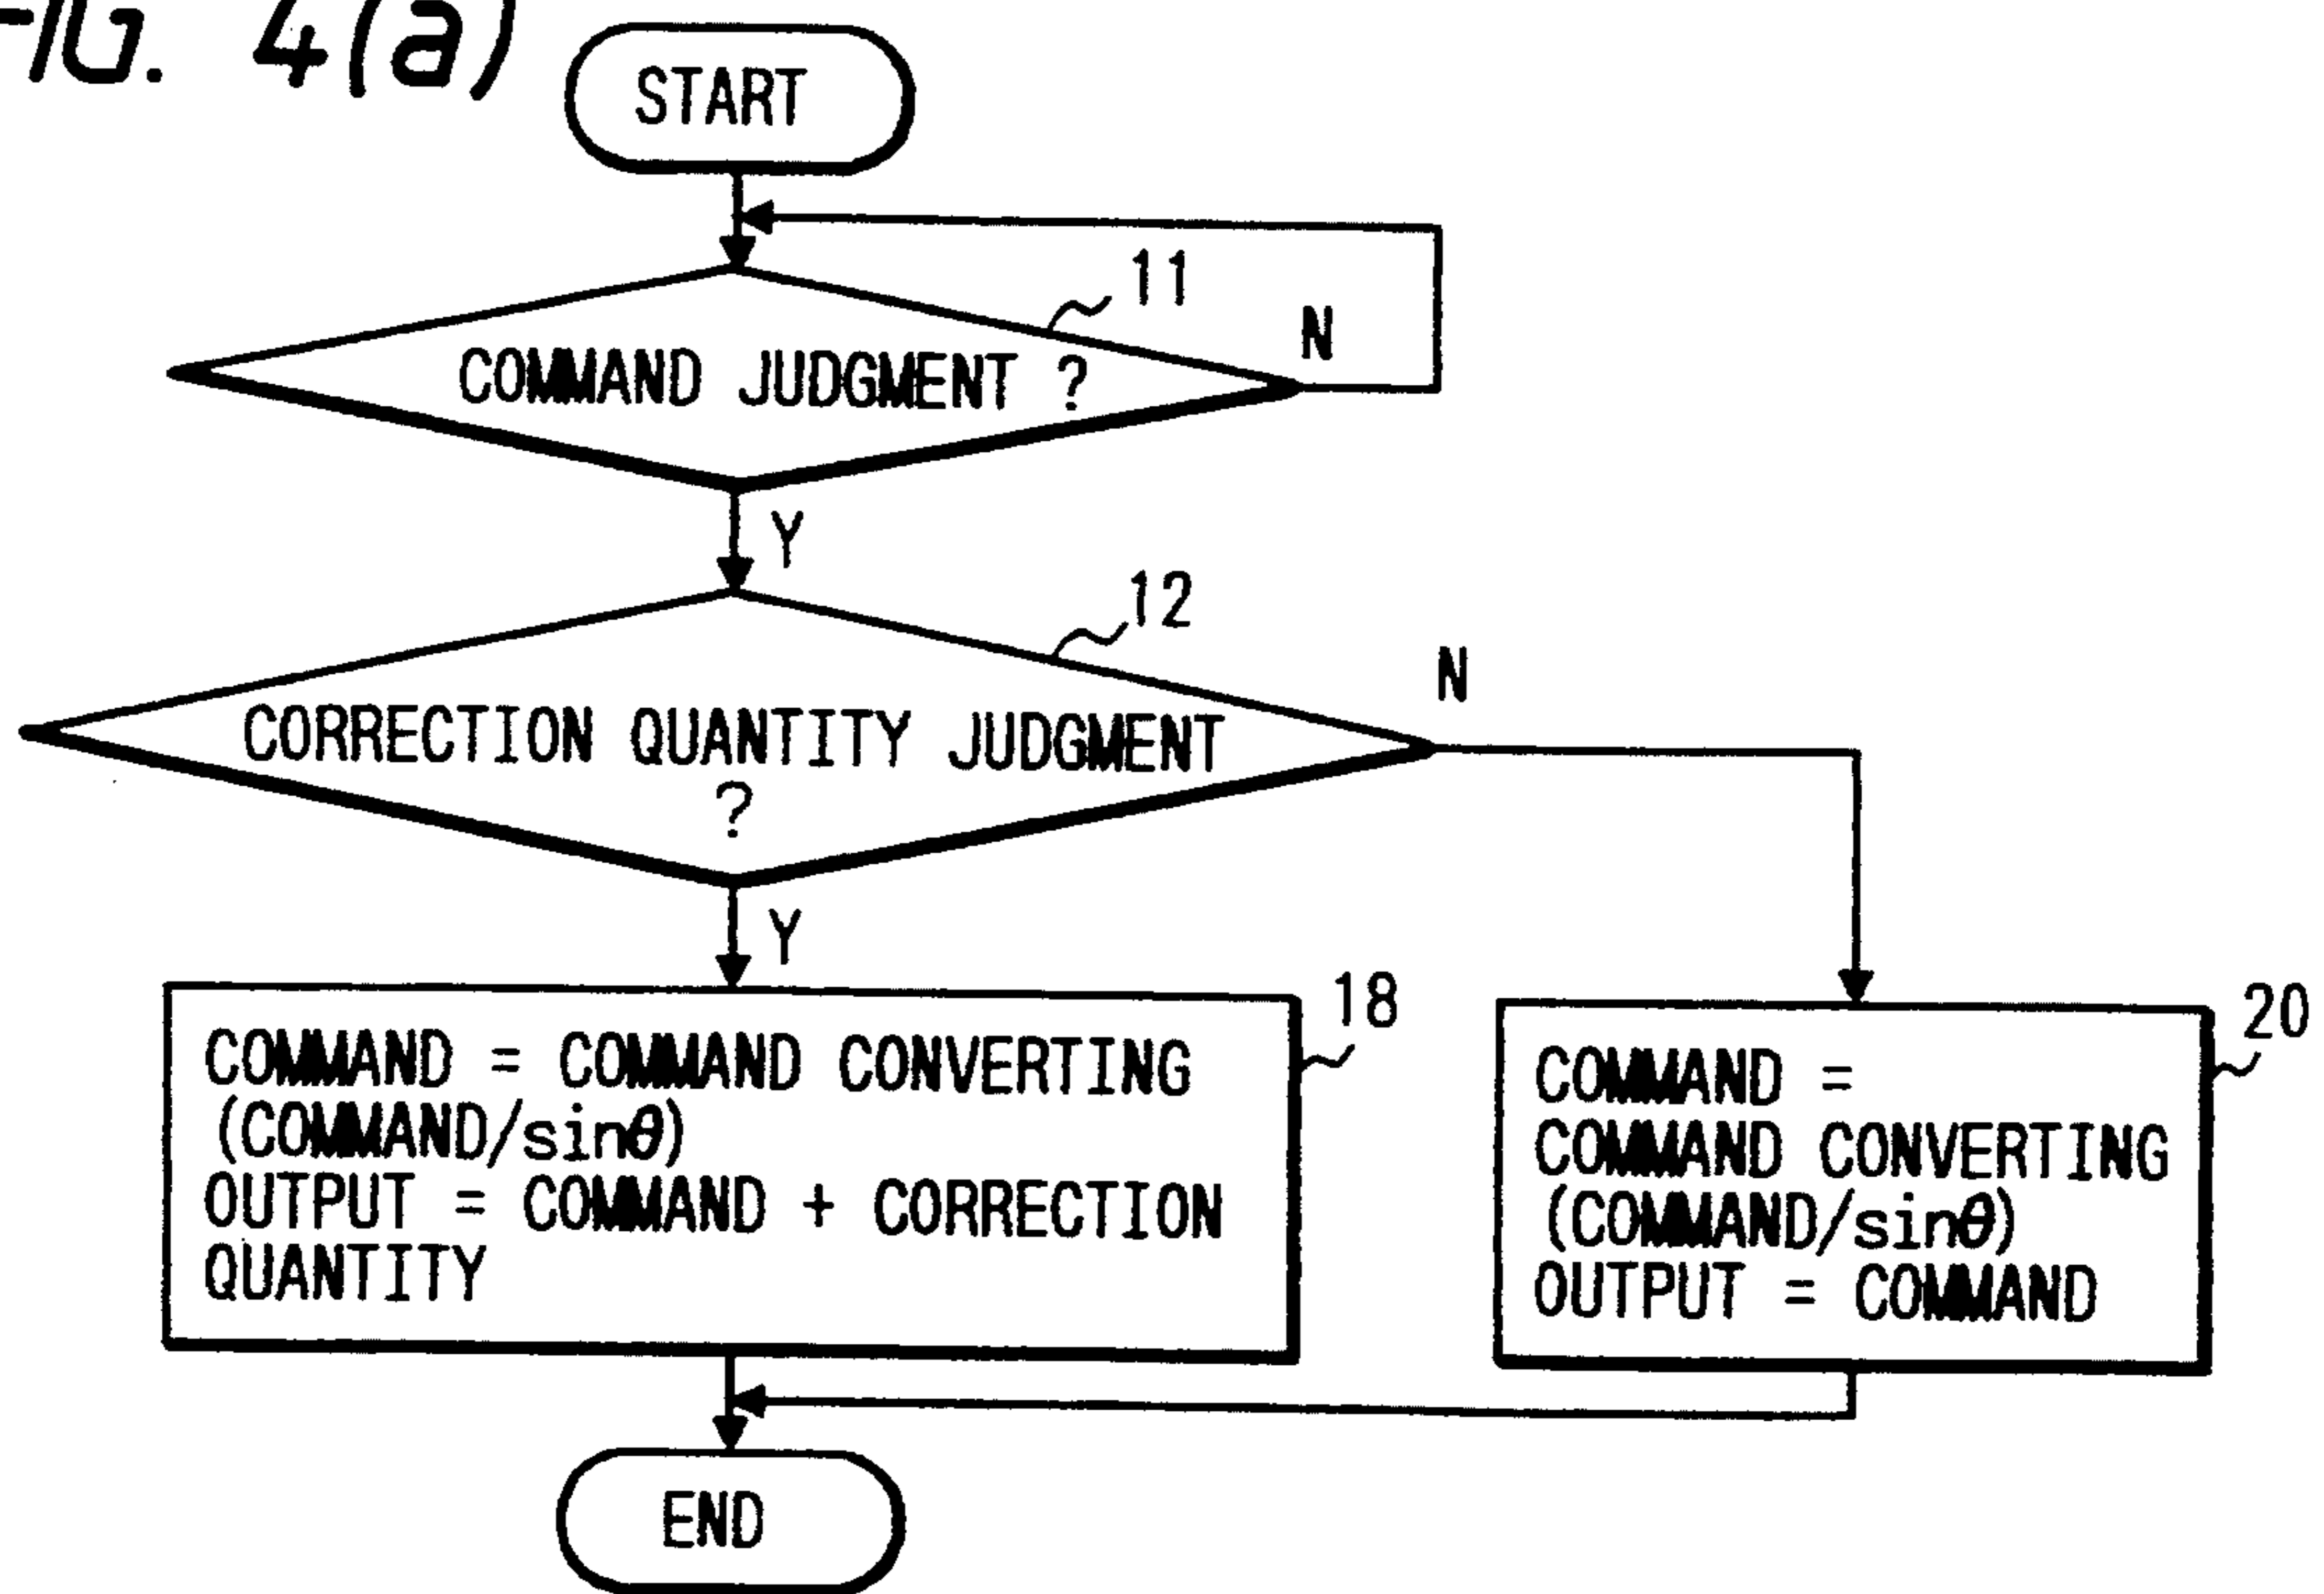 FIG. 4(a)
START
11
N
COMMAND JUDGMENT ?
Y
12
N
CORRECTION QUANTITY JUDGMENT
?
Y
18
COMMAND = COMMAND CONVERTING
(COMMAND/sinθ)
OUTPUT = COMMAND + CORRECTION
QUANTITY
20
COMMAND =
COMMAND CONVERTING
(COMMAND/sinθ)
OUTPUT = COMMAND
END